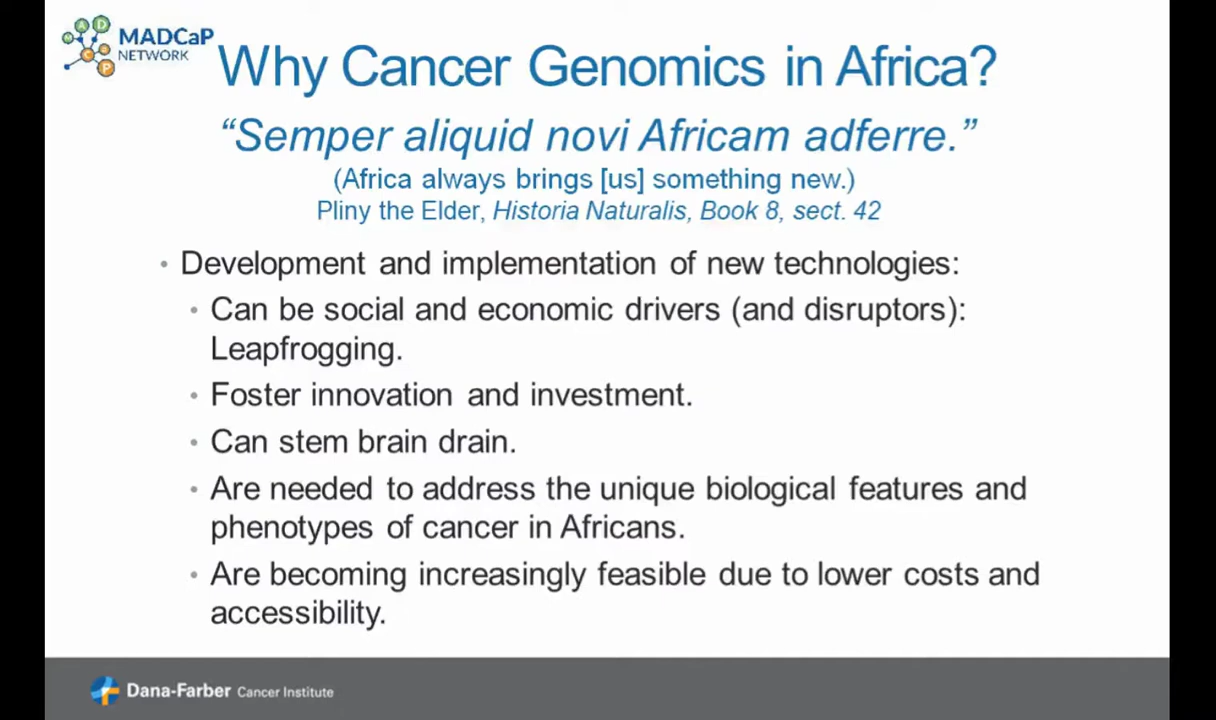 MADCaP
NETWORK
Why Cancer Genomics in Africa?
“Semper aliquid novi Africam adferre.”
(Africa always brings [us] something new.)
Pliny the Elder, Historia Naturalis, Book 8, sect. 42
• Development and implementation of new technologies:
• Can be social and economic drivers (and disruptors):
Leapfrogging.
• Foster innovation and investment.
• Can stem brain drain.
• Are needed to address the unique biological features and
phenotypes of cancer in Africans.
• Are becoming increasingly feasible due to lower costs and
accessibility.
Dana-Farber Cancer Institute